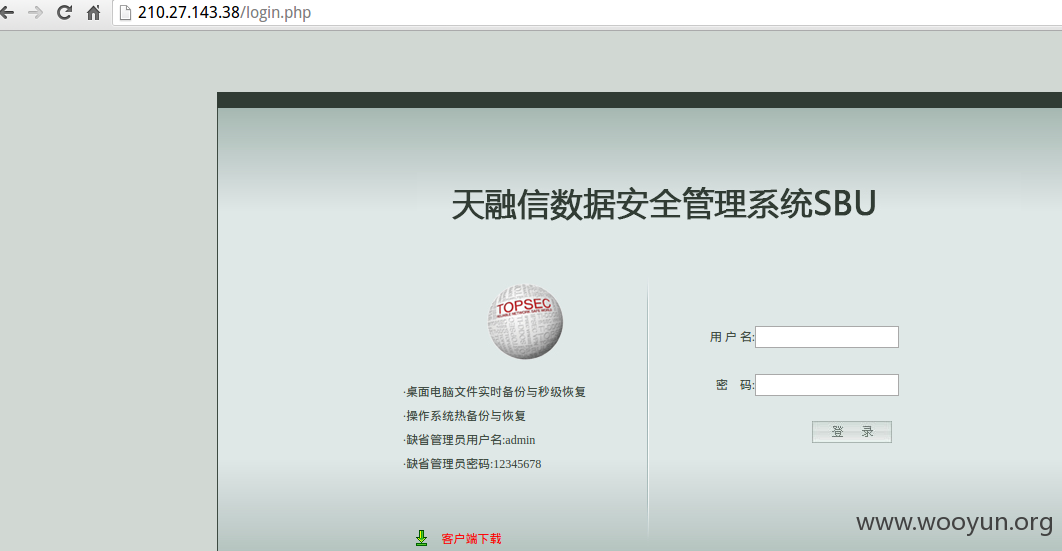 210.27.143.38/login.php
天融信数据安全管理系统SBU
TOPSEC
·桌面电脑文件实时备份与秒级恢复
·操作系统热备份与恢复
·缺省管理员用户名:admin
·缺省管理员密码:12345678
客户端下载
用 户 名:
密 码:
登 录
www.wooyun.org